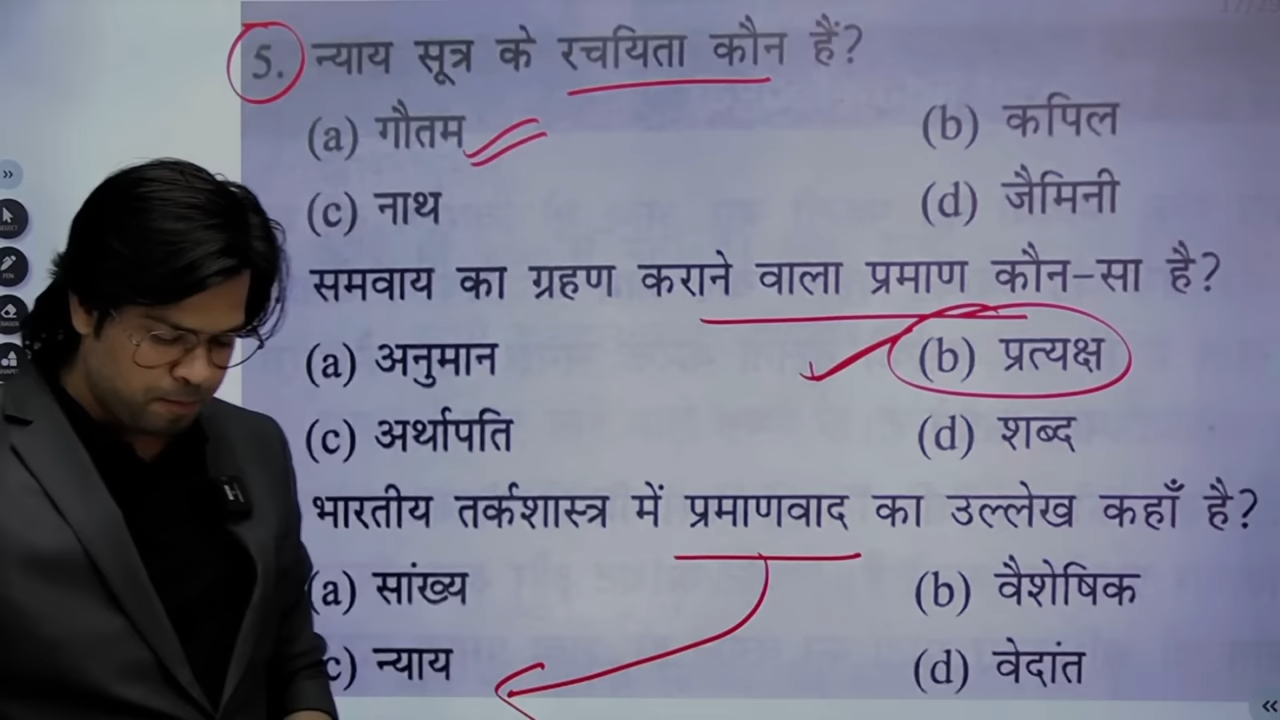 5. न्याय सूत्र के रचयिता कौन हैं?
(a) गौतम (b) कपिल
(c) नाथ (d) जैमिनी
समवाय का ग्रहण कराने वाला प्रमाण कौन-सा है?
(a) अनुमान (b) प्रत्यक्ष
(c) अर्थापति (d) शब्द
भारतीय तर्कशास्त्र में प्रमाणवाद का उल्लेख कहाँ है?
(a) सांख्य (b) वैशेषिक
c) न्याय (d) वेदांत